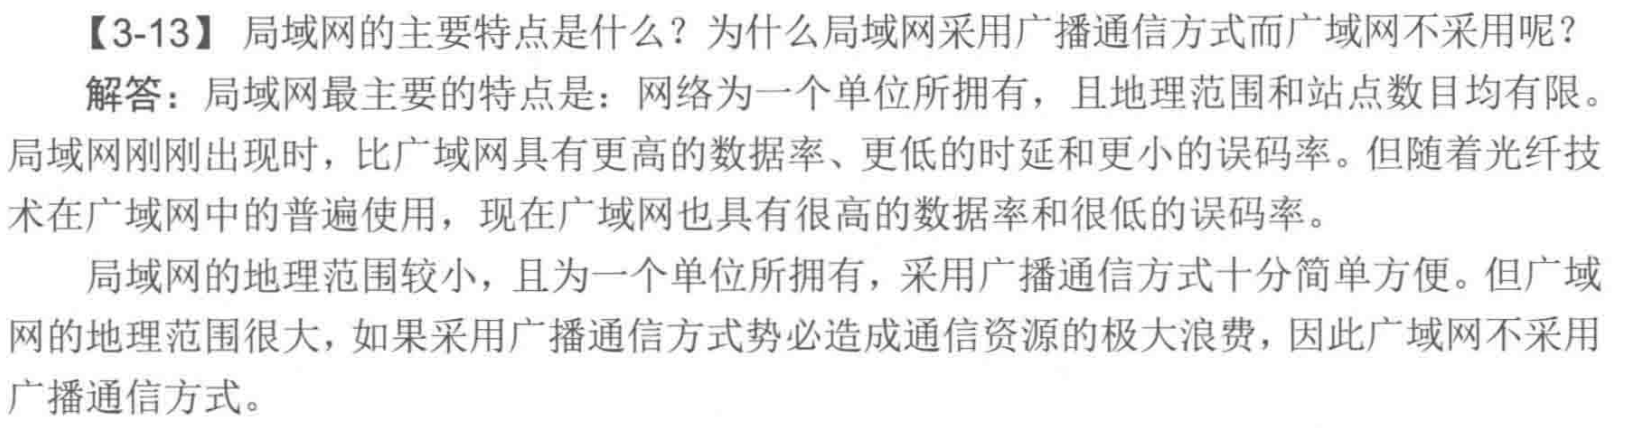 【3-13】 局域网的主要特点是什么？为什么局域网采用广播通信方式而广域网不采用呢？
解答：局域网最主要的特点是：网络为一个单位所拥有，且地理范围和站点数目均有限。
局域网刚刚出现时，比广域网具有更高的数据率、更低的时延和更小的误码率。但随着光纤技
术在广域网中的普遍使用，现在广域网也具有很高的数据率和很低的误码率。
局域网的地理范围较小，且为一个单位所拥有，采用广播通信方式十分简单方便。但广域
网的地理范围很大，如果采用广播通信方式势必造成通信资源的极大浪费，因此广域网不采用
广播通信方式。